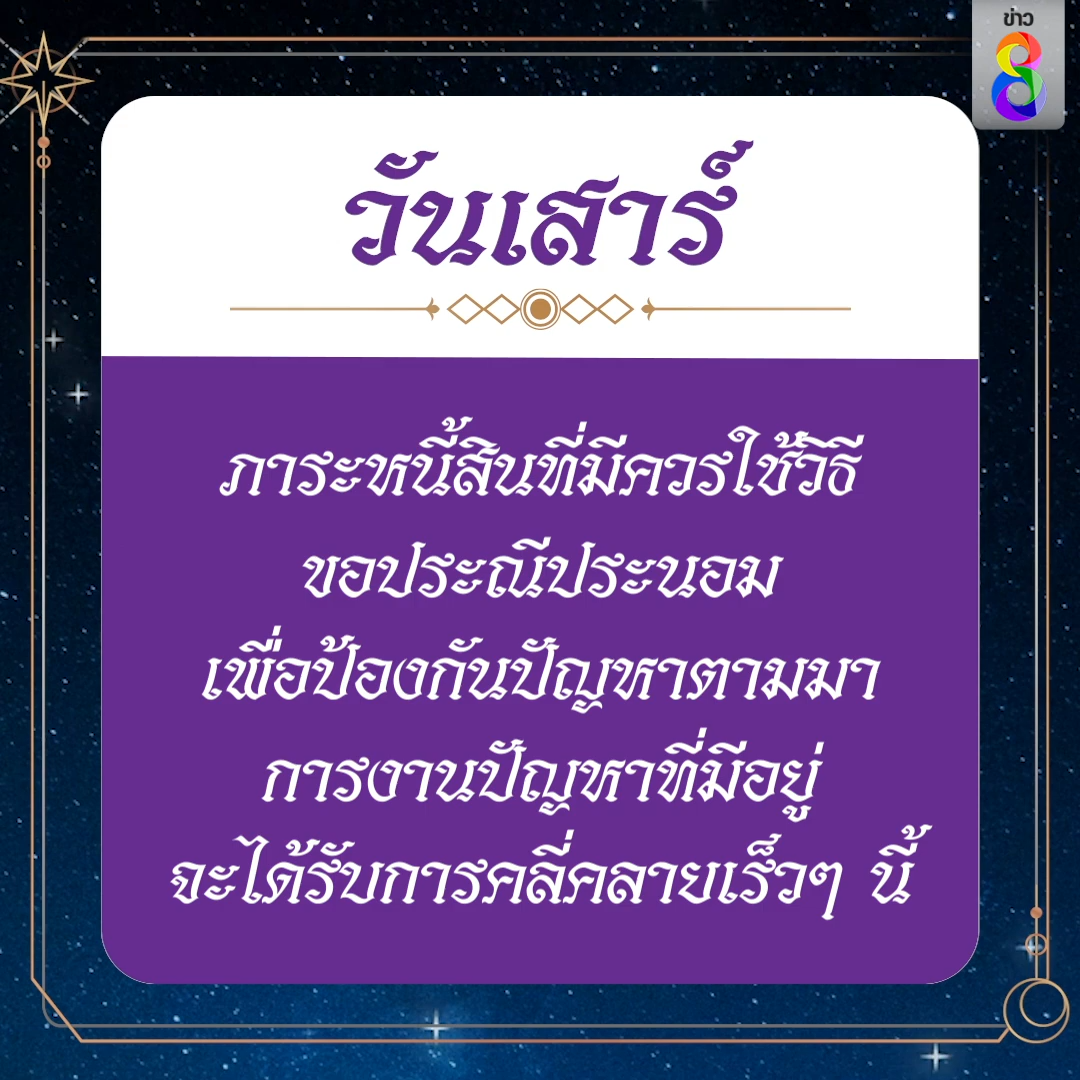 ข่าว
8
วันเสาร์
ภาระหนี้สินที่มีควรใช้วิธี
ขอประณีประนอม
เพื่อป้องกันปัญหาตามมา
การงานปัญหาที่มีอยู่
จะได้รับการคลี่คลายเร็วๆ นี้